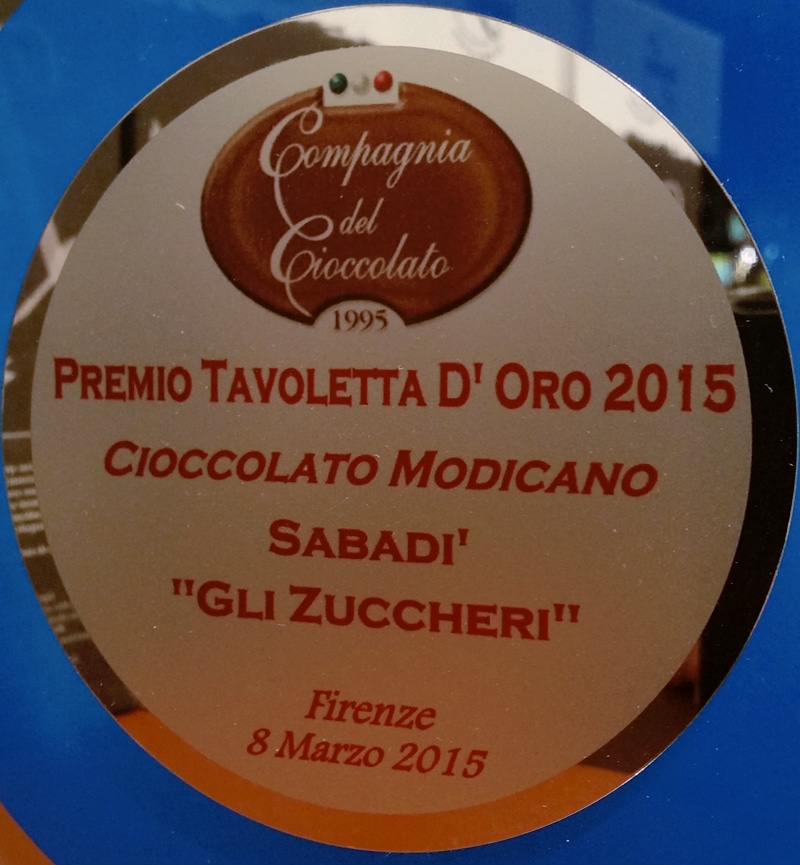 Compagnia
del
Cioccolato
1995
PREMIO TAVOLETTA D' ORO 2015
CIOCCOLATO MODICANO
SABADI'
"GLI ZUCCHERI"
Firenze
8 Marzo 2015